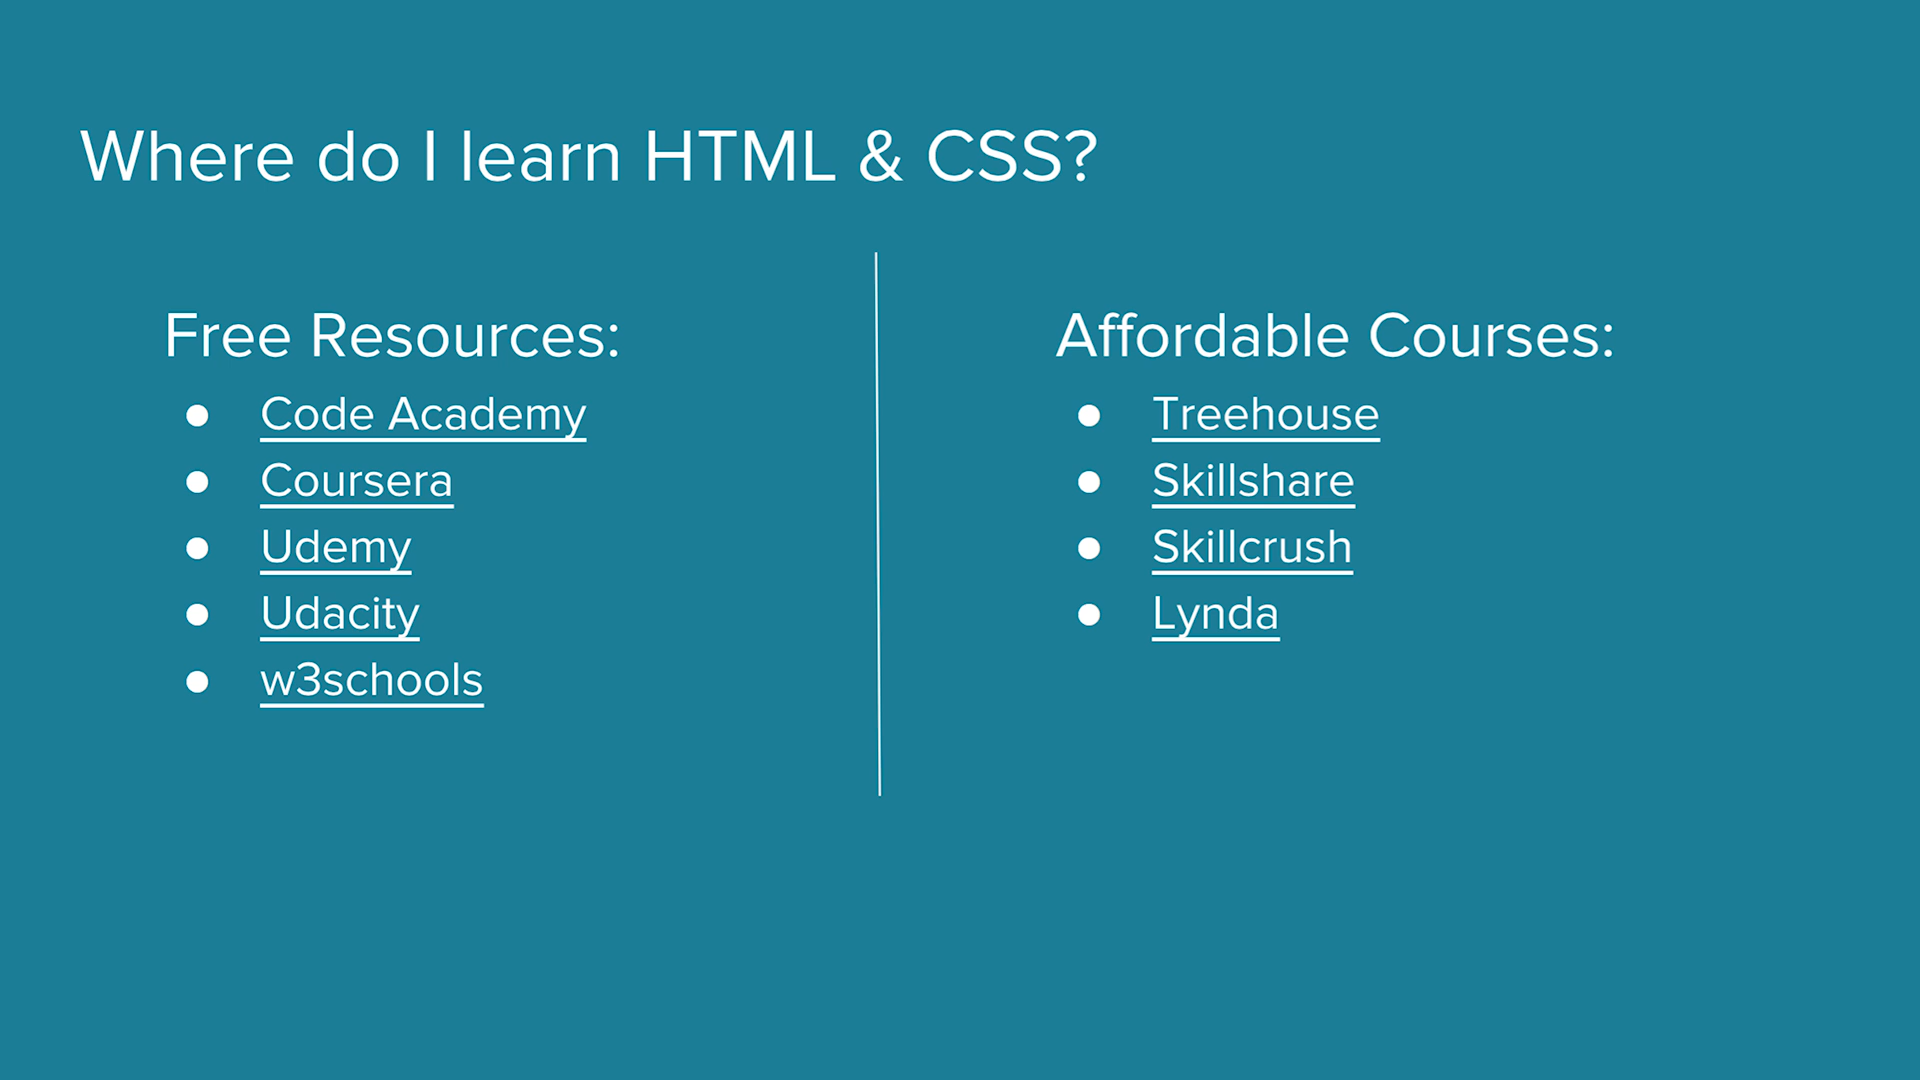 Where do I learn HTML & CSS?
Free Resources:
● Code Academy
● Coursera
● Udemy
● Udacity
● w3schools
Affordable Courses:
● Treehouse
● Skillshare
● Skillcrush
● Lynda